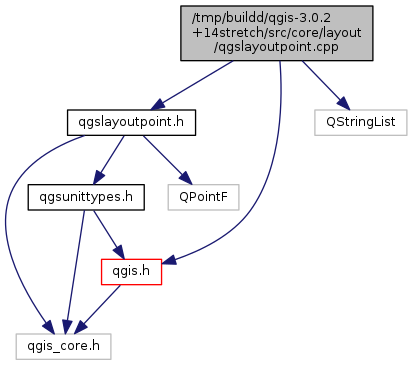 /tmp/buildd/qgis-3.0.2
+14stretch/src/core/layout
/qgslayoutpoint.cpp
qgslayoutpoint.h
QStringList
qgsunittypes.h
QPointF
qgis.h
qgis_core.h